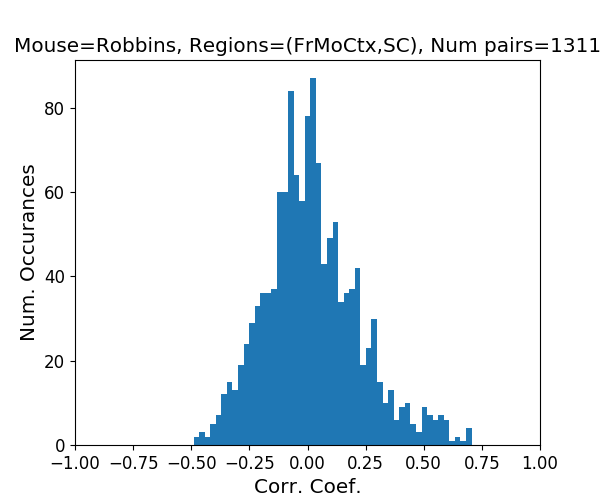 Mouse=Robbins, Regions=(FrMoCtx,SC), Num pairs=1311
Num. Occurances
80
60
40
20
0
−1.00 −0.75 −0.50 −0.25 0.00 0.25 0.50 0.75 1.00
Corr. Coef.